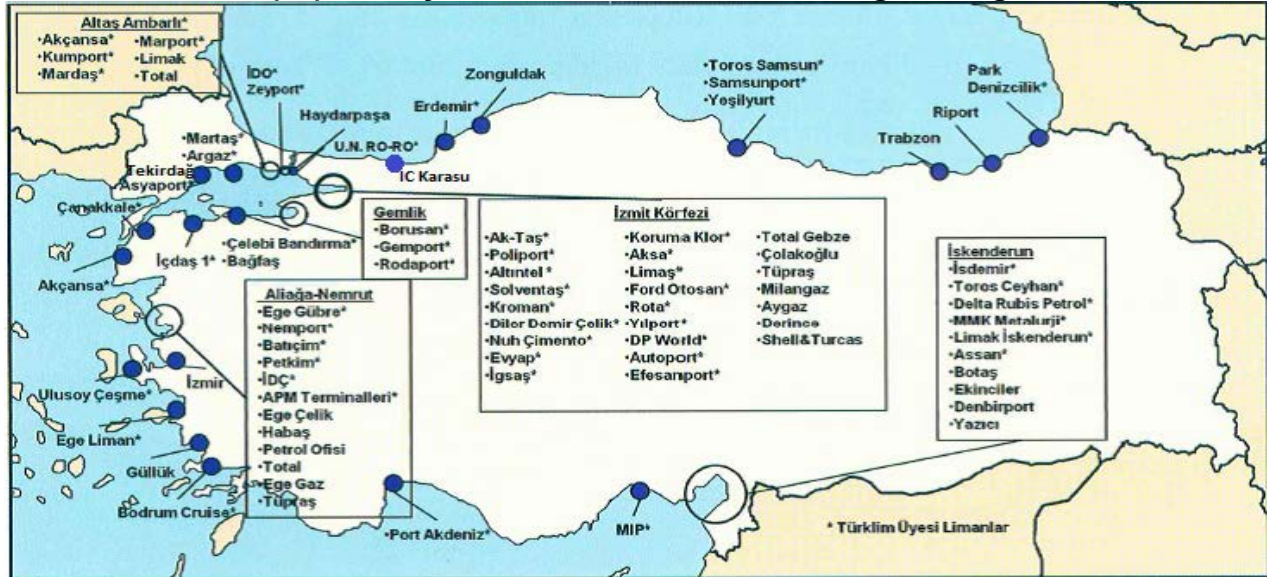 Altaş Ambarlı*
•Akçansa* •Marport*
•Kumport* •Limak
•Mardaş* •Total
İDO*
Zeyport*
Haydarpaşa
U.N. RO-RO*
IC Karasu
Erdemir*
Zonguldak
•Toros Samsun*
•Samsunport*
•Yeşilyurt
Trabzon
Riport
Park
Denizcilik*
•Martaş*
•Argaz*
Tekirdağ
•Asyaport*
Çanakkale*
Akçansa*
İçdaş 1*
•Çelebi Bandırma*
•Bağfaş
Gemlik
•Borusan*
•Gemport*
•Rodaport*
İzmit Körfezi
•Ak-Taş* •Koruma Klor* •Total Gebze
•Poliport* •Aksa* •Çolakoğlu
•Altıntel* •Limaş* •Tüpraş
•Solventaş* •Ford Otosan* •Milangaz
•Kroman* •Rota* •Aygaz
•Diler Demir Çelik* •Yılport* •Derince
•Nuh Çimento* •DP World* •Shell&Turcas
•Evyap* •Autoport*
•İgsaş* •Efesanport*
İskenderun
•İsdemir*
•Toros Ceyhan*
•Delta Rubis Petrol*
•MMK Metalurji*
•Limak İskenderun*
•Assan*
•Botaş
•Ekinciler
•Denbirport
•Yazıcı
Aliağa-Nemrut
•Ege Gübre*
•Nemport*
•Batıçim*
•Petkim*
•İDÇ*
•APM Terminalleri*
•Ege Çelik
•Habaş
•Petrol Ofisi
•Total
•Ege Gaz
•Tüpraş
İzmir
Ulusoy Çeşme*
Ege Liman*
Güllük
Bodrum Cruise*
•Port Akdeniz*
MIP*
* Türklim Üyesi Limanlar